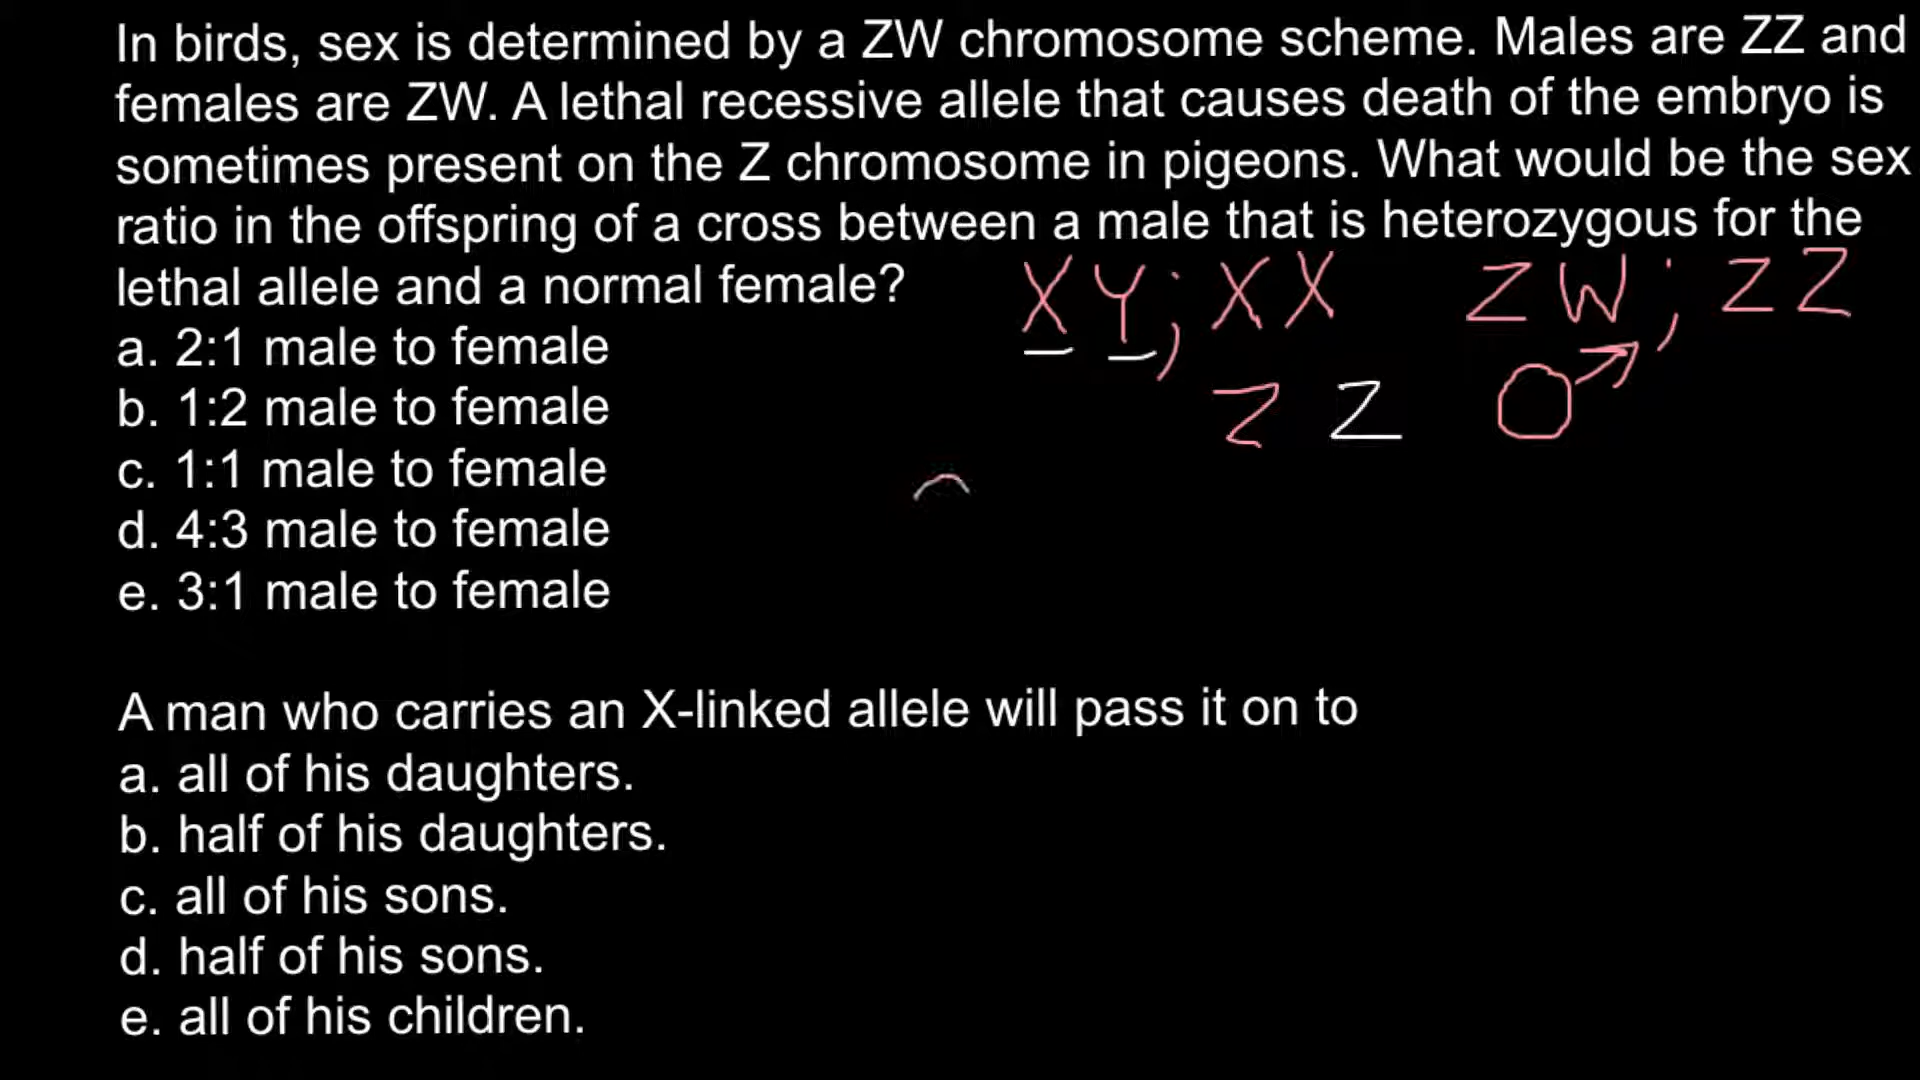 In birds, sex is determined by a ZW chromosome scheme. Males are ZZ and
females are ZW. A lethal recessive allele that causes death of the embryo is
sometimes present on the Z chromosome in pigeons. What would be the sex
ratio in the offspring of a cross between a male that is heterozygous for the
lethal allele and a normal female?
XY; XX ZW; ZZ
a. 2:1 male to female
Z Z
b. 1:2 male to female
c. 1:1 male to female
d. 4:3 male to female
e. 3:1 male to female
A man who carries an X-linked allele will pass it on to
a. all of his daughters.
b. half of his daughters.
c. all of his sons.
d. half of his sons.
e. all of his children.